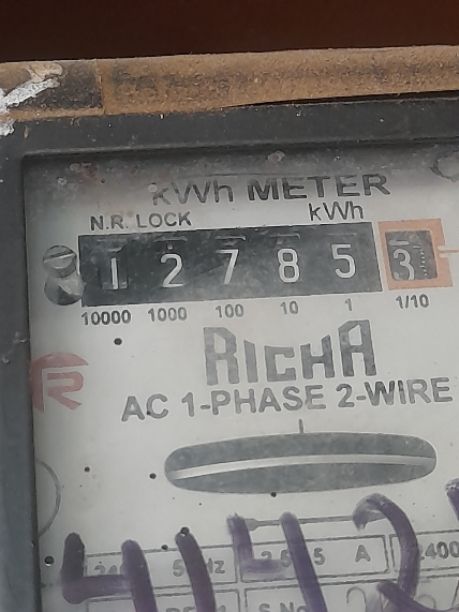 kWh METER
N.R. LOCK kWh
1 2 7 8 5 3
10000 1000 100 10 1 1/10
RICHA
R
AC 1-PHASE 2-WIRE
A 2400